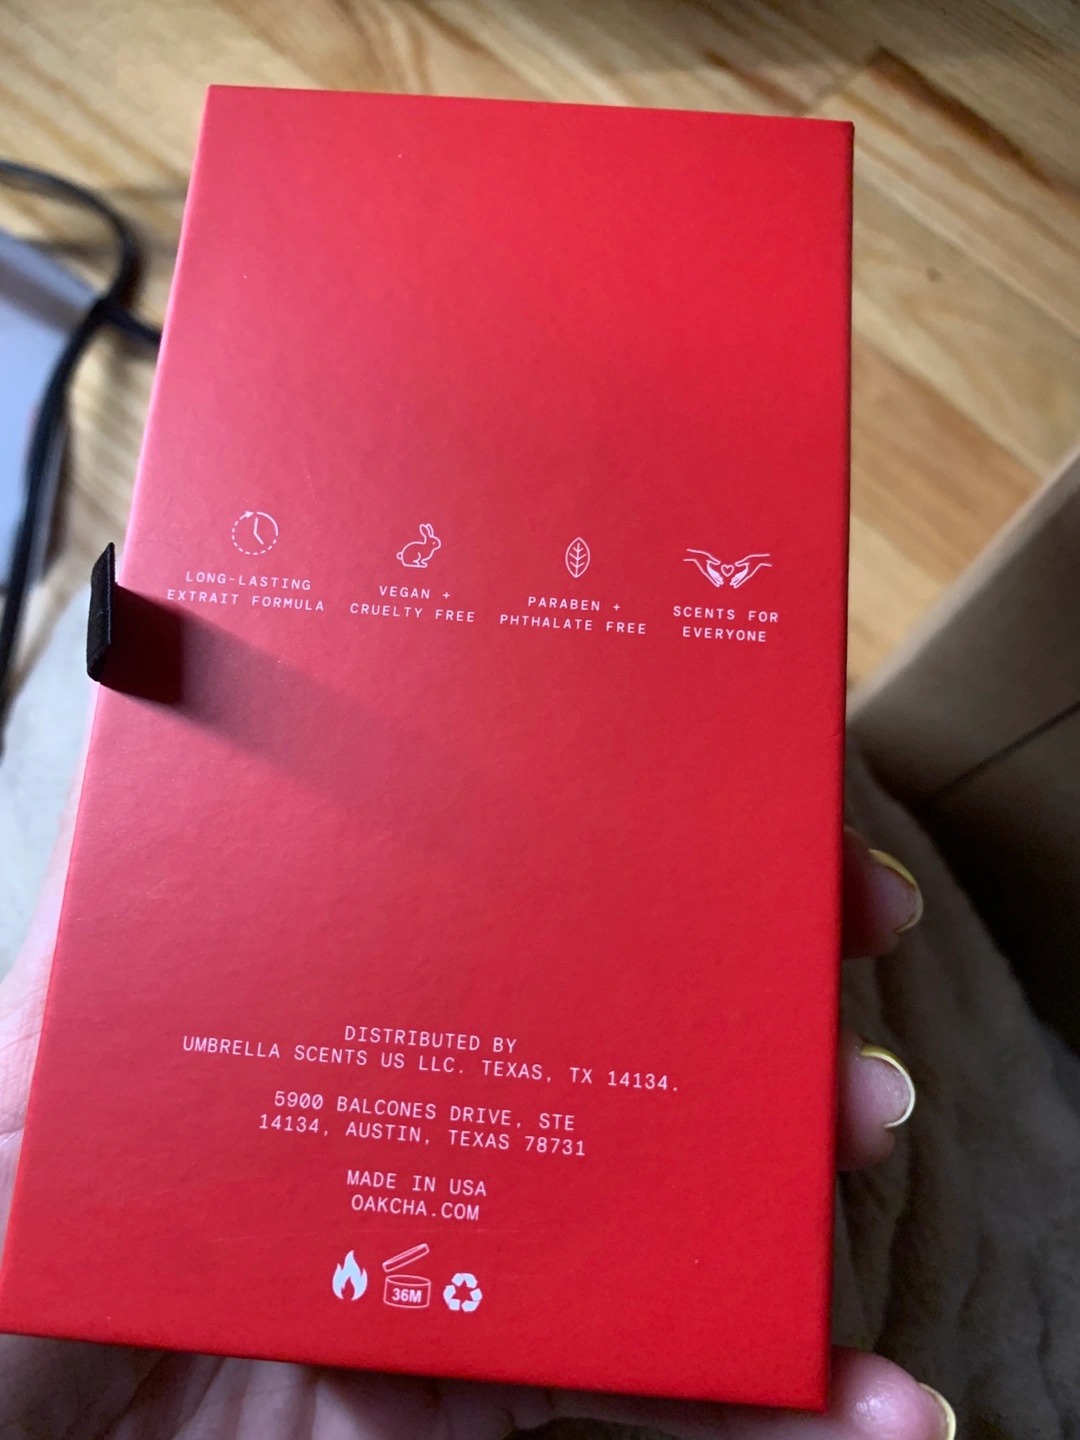 LONG-LASTING
EXTRAIT FORMULA
VEGAN +
CRUELTY FREE
PARABEN +
PHTHALATE FREE
SCENTS FOR
EVERYONE
DISTRIBUTED BY
UMBRELLA SCENTS US LLC. TEXAS, TX 14134.
5900 BALCONES DRIVE, STE
14134, AUSTIN, TEXAS 78731
MADE IN USA
OAKCHA.COM
36M